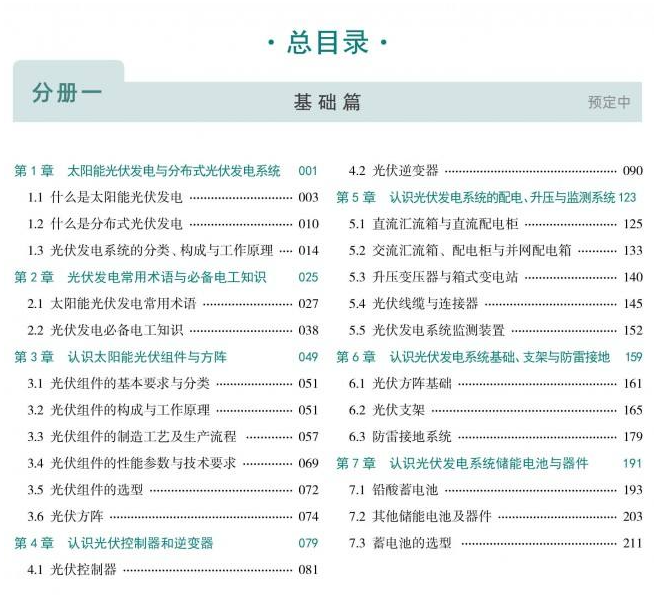 ·总目录·
分册一
基础篇
预定中
第1章 太阳能光伏发电与分布式光伏发电系统 001
1.1 什么是太阳能光伏发电 ………… 003
1.2 什么是分布式光伏发电 ………… 010
1.3 光伏发电系统的分类、构成与工作原理 … 014
第2章 光伏发电常用术语与必备电工知识 025
2.1 太阳能光伏发电常用术语 ………… 027
2.2 光伏发电必备电工知识 ………… 038
第3章 认识太阳能光伏组件与方阵 049
3.1 光伏组件的基本要求与分类 ………… 051
3.2 光伏组件的构成与工作原理 ………… 051
3.3 光伏组件的制造工艺及生产流程 ………… 057
3.4 光伏组件的性能参数与技术要求 ………… 069
3.5 光伏组件的选型 ………… 072
3.6 光伏方阵 ………… 074
第4章 认识光伏控制器和逆变器 079
4.1 光伏控制器 ………… 081
4.2 光伏逆变器 ………… 090
第5章 认识光伏发电系统的配电、升压与监测系统 123
5.1 直流汇流箱与直流配电柜 ………… 125
5.2 交流汇流箱、配电柜与并网配电箱 ………… 133
5.3 升压变压器与箱式变电站 ………… 140
5.4 光伏线缆与连接器 ………… 145
5.5 光伏发电系统监测装置 ………… 152
第6章 认识光伏发电系统基础、支架与防雷接地 159
6.1 光伏方阵基础 ………… 161
6.2 光伏支架 ………… 165
6.3 防雷接地系统 ………… 179
第7章 认识光伏发电系统储能电池与器件 191
7.1 铅酸蓄电池 ………… 193
7.2 其他储能电池及器件 ………… 203
7.3 蓄电池的选型 ………… 211